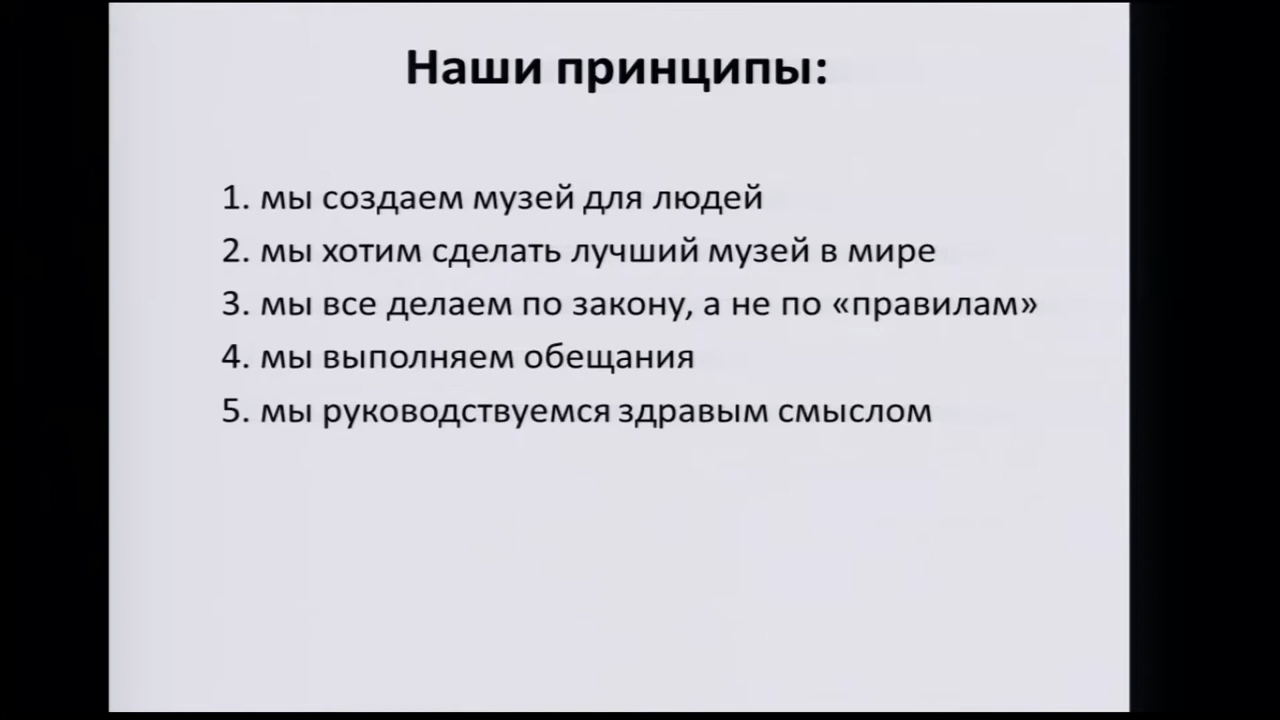 Наши принципы:
1. мы создаем музей для людей
2. мы хотим сделать лучший музей в мире
3. мы все делаем по закону, а не по «правилам»
4. мы выполняем обещания
5. мы руководствуемся здравым смыслом